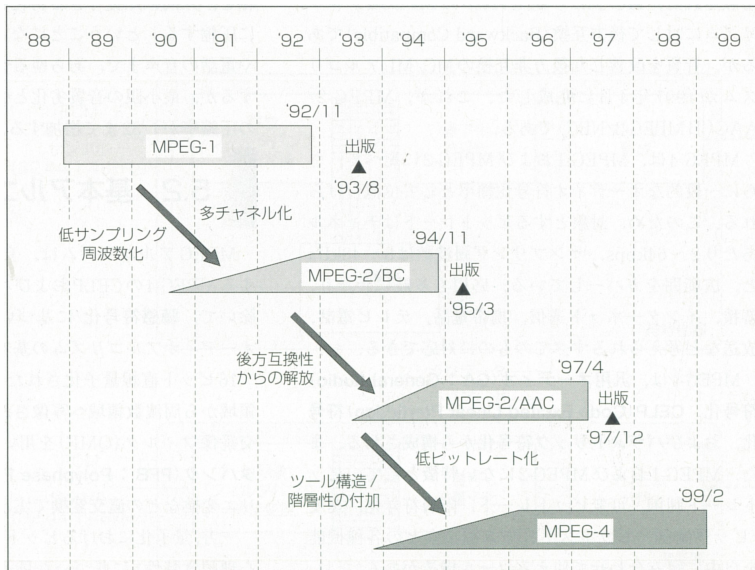 '88
'89
'90
'91
'92
'93
'94
'95
'96
'97
'98
'99
'92/11
MPEG-1
出版
'93/8
多チャネル化
低サンプリング
周波数化
'94/11
MPEG-2/BC
出版
'95/3
後方互換性
からの解放
'97/4
MPEG-2/AAC
出版
'97/12
低ビットレート化
ツール構造/
階層性の付加
'99/2
MPEG-4